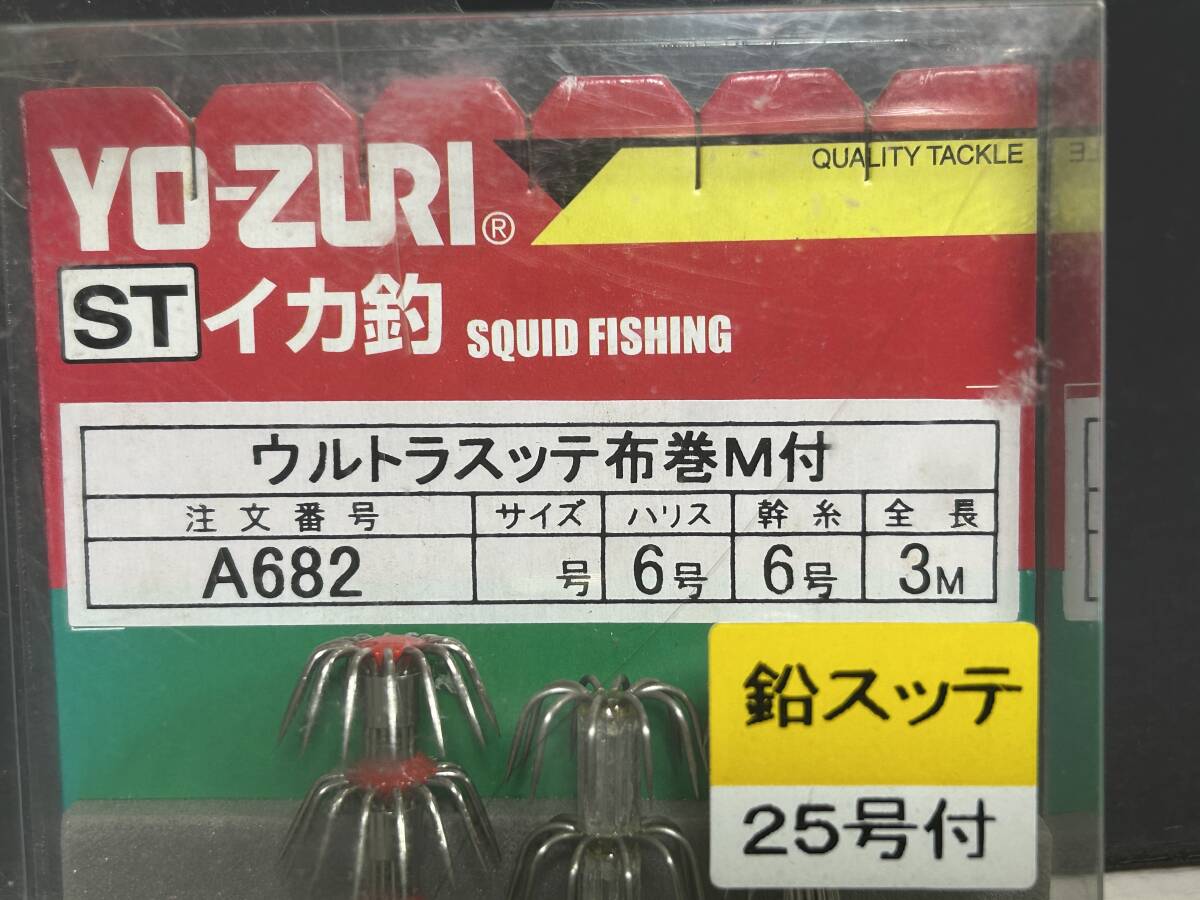 QUALITY TACKLE
YO-ZURI®
ST イカ釣 SQUID FISHING
ウルトラスッテ布巻M付
注文番号 サイズ ハリス 幹糸 全長
A682 号 6号 6号 3M
鉛スッテ
25号付